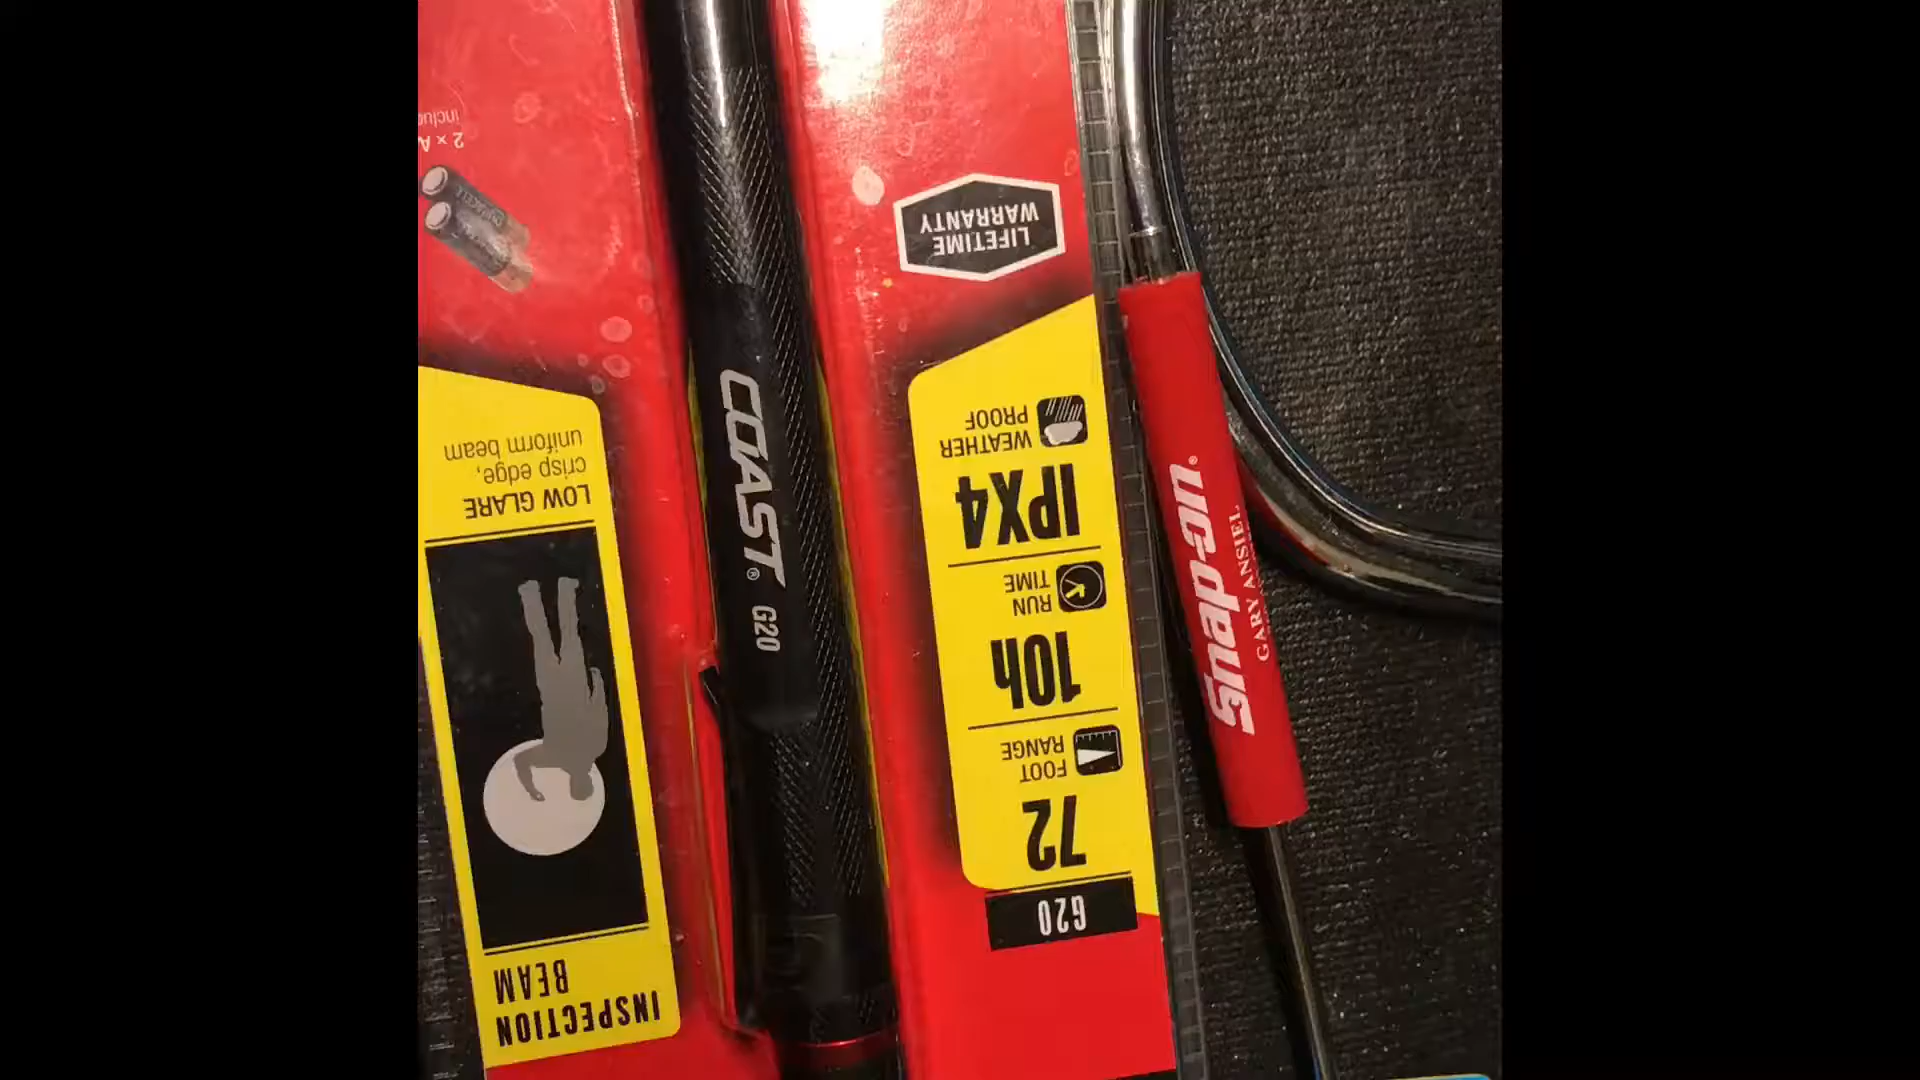 INSPECTION
BEAM
LOW GLARE
crisp edge,
uniform beam
2 x
COAST® G20
G20
72
FOOT
RANGE
10h
RUN
TIME
IPX4
WEATHER
PROOF
LIFETIME
WARRANTY
Snap-on®
GARY ANSIEL